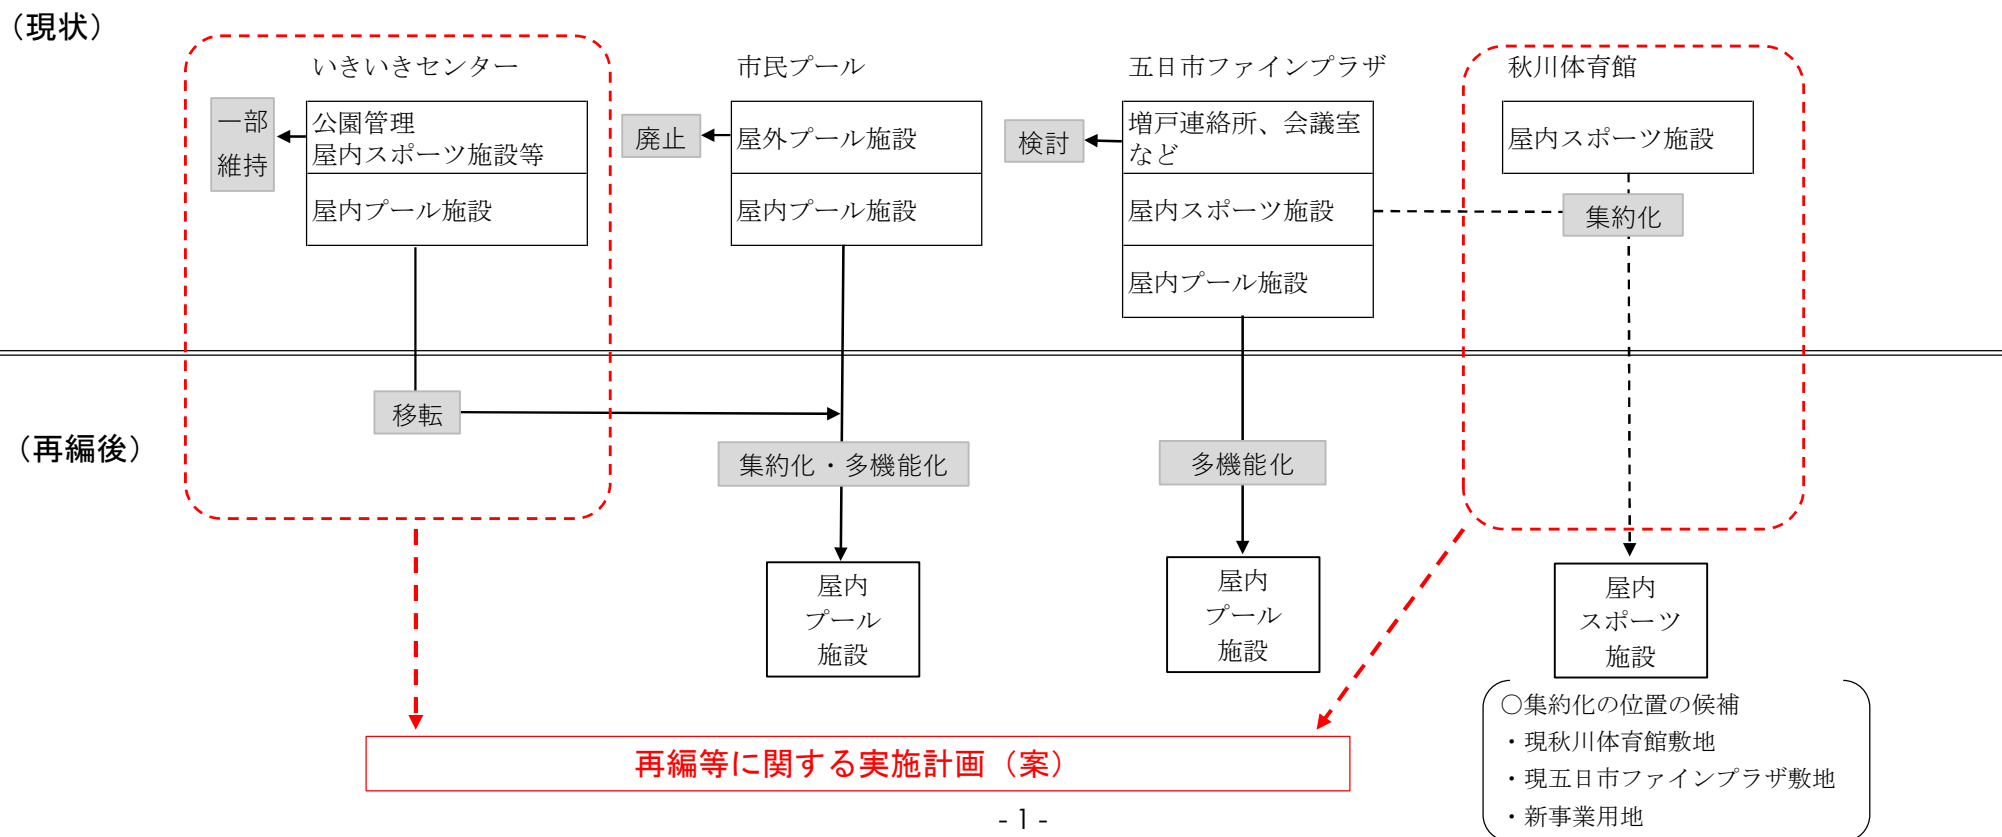 （現状）
いきいきセンター
市民プール
五日市ファインプラザ
秋川体育館
一部
維持
公園管理
屋内スポーツ施設等
屋内プール施設
廃止
屋外プール施設
屋内プール施設
検討
増戸連絡所、会議室
など
屋内スポーツ施設
屋内プール施設
屋内スポーツ施設
集約化
（再編後）
移転
集約化・多機能化
多機能化
屋内
プール
施設
屋内
プール
施設
屋内
スポーツ
施設
○集約化の位置の候補
・現秋川体育館敷地
・現五日市ファインプラザ敷地
・新事業用地
再編等に関する実施計画（案）
- 1 -